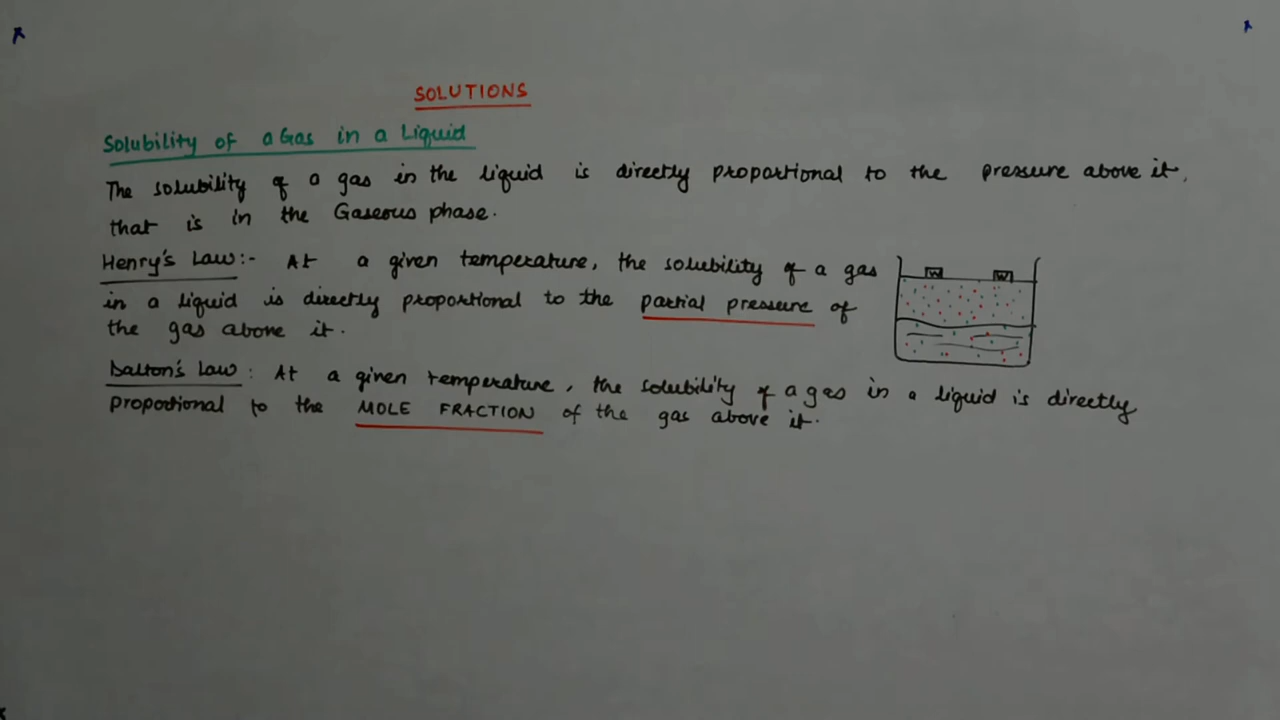 SOLUTIONS
Solubility of a Gas in a Liquid
The solubility of a gas in the liquid is directly proportional to the pressure above it,
that is in the Gaseous phase.
Henry's Law:- At a given temperature, the solubility of a gas
in a liquid is directly proportional to the partial pressure of
the gas above it.
W W
Dalton's Law: At a given temperature, the solubility of a gas in a liquid is directly
proportional to the MOLE FRACTION of the gas above it.